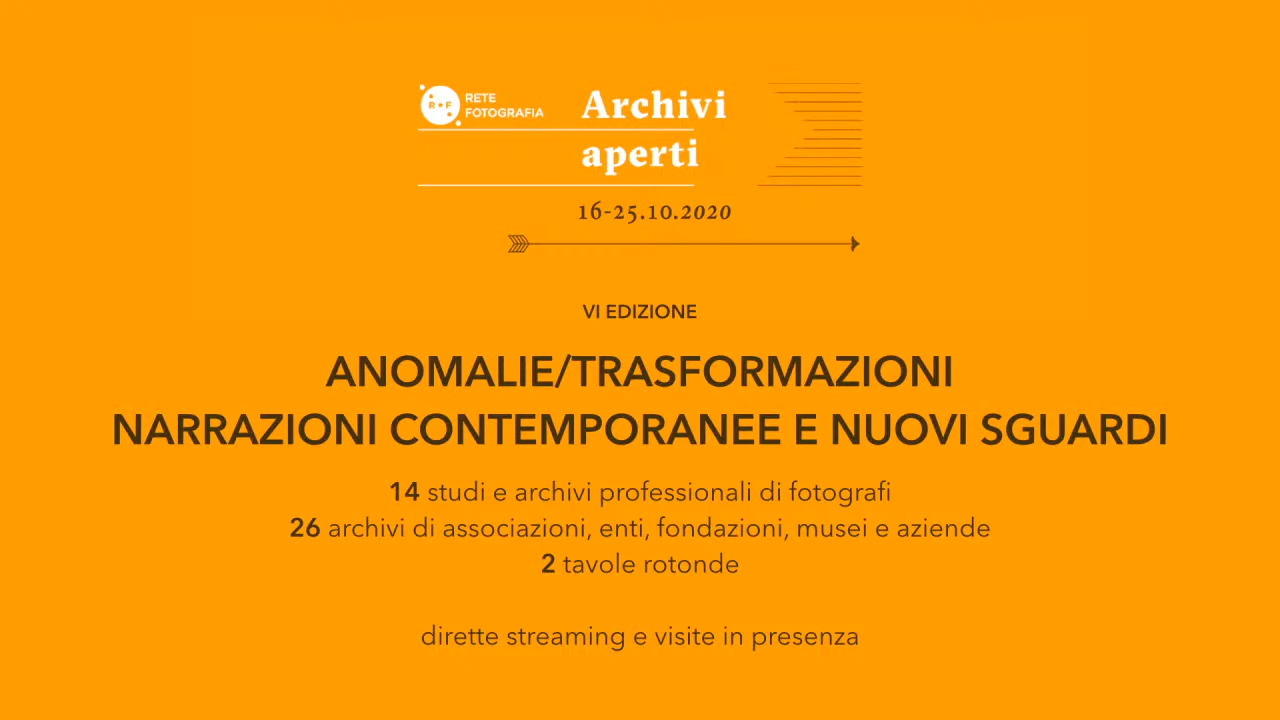 R F RETE
FOTOGRAFIA
Archivi
aperti
16-25.10.2020
VI EDIZIONE
ANOMALIE/TRASFORMAZIONI
NARRAZIONI CONTEMPORANEE E NUOVI SGUARDI
14 studi e archivi professionali di fotografi
26 archivi di associazioni, enti, fondazioni, musei e aziende
2 tavole rotonde
dirette streaming e visite in presenza